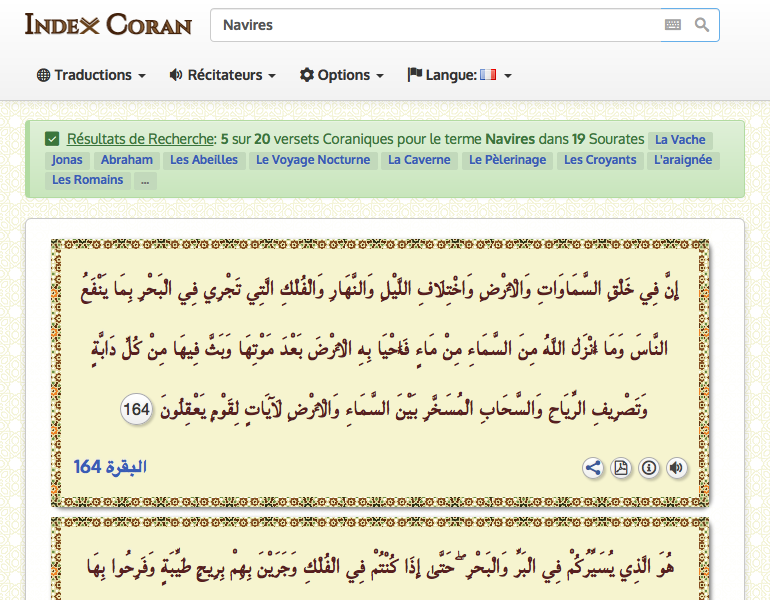 INDEX CORAN
Navires
Traductions
Récitateurs
Options
Langue:
Résultats de Recherche: 5 sur 20 versets Coraniques pour le terme Navires dans 19 Sourates La Vache
Jonas Abraham Les Abeilles Le Voyage Nocturne La Caverne Le Pèlerinage Les Croyants L'araignée
Les Romains ...
إِنَّ فِي خَلْقِ السَّمَاوَاتِ وَالْأَرْضِ وَاخْتِلَافِ اللَّيْلِ وَالنَّهَارِ وَالْفُلْكِ الَّتِي تَجْرِي فِي الْبَحْرِ بِمَا يَنْفَعُ
النَّاسَ وَمَا أَنْزَلَ اللَّهُ مِنَ السَّمَاءِ مِنْ مَاءٍ فَأَحْيَا بِهِ الْأَرْضَ بَعْدَ مَوْتِهَا وَبَثَّ فِيهَا مِنْ كُلِّ دَابَّةٍ
وَتَصْرِيفِ الرِّيَاحِ وَالسَّحَابِ الْمُسَخَّرِ بَيْنَ السَّمَاءِ وَالْأَرْضِ لَآيَاتٍ لِقَوْمٍ يَعْقِلُونَ 164
البقرة 164
هُوَ الَّذِي يُسَيِّرُكُمْ فِي الْبَرِّ وَالْبَحْرِ ۖ حَتَّىٰ إِذَا كُنْتُمْ فِي الْفُلْكِ وَجَرَيْنَ بِهِمْ بِرِيحٍ طَيِّبَةٍ وَفَرِحُوا بِهَا